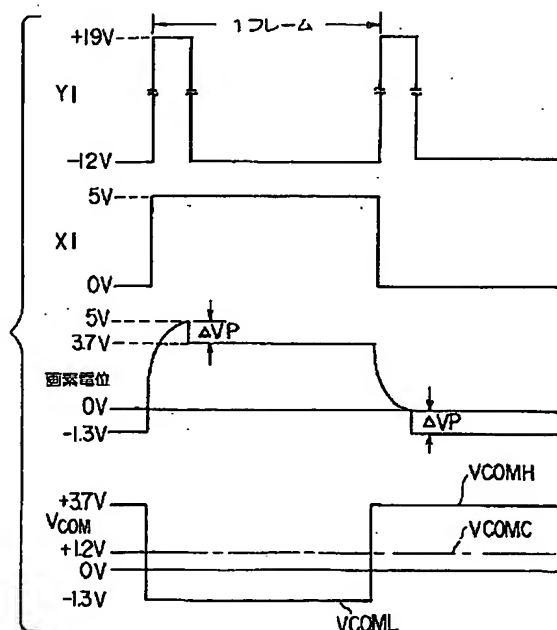 1フレーム
+19V
Y1
-12V
5V
X1
0V
5V
ΔVP
3.7V
画素電位
0V
ΔVP
-1.3V
+3.7V
VCOMH
VCOM
VCOMC
+1.2V
0V
-1.3V
VCOML